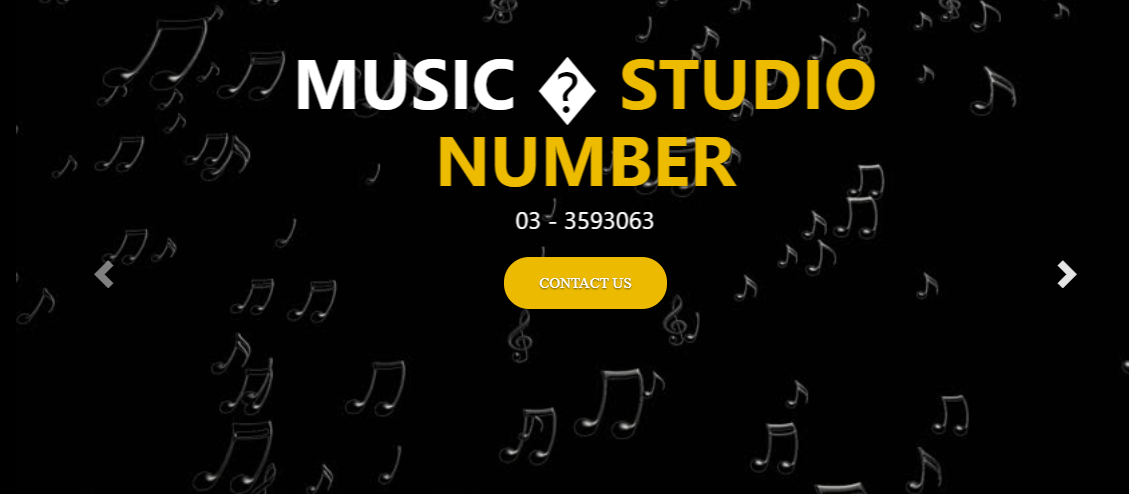 MUSIC � STUDIO
NUMBER
03 - 3593063
CONTACT US